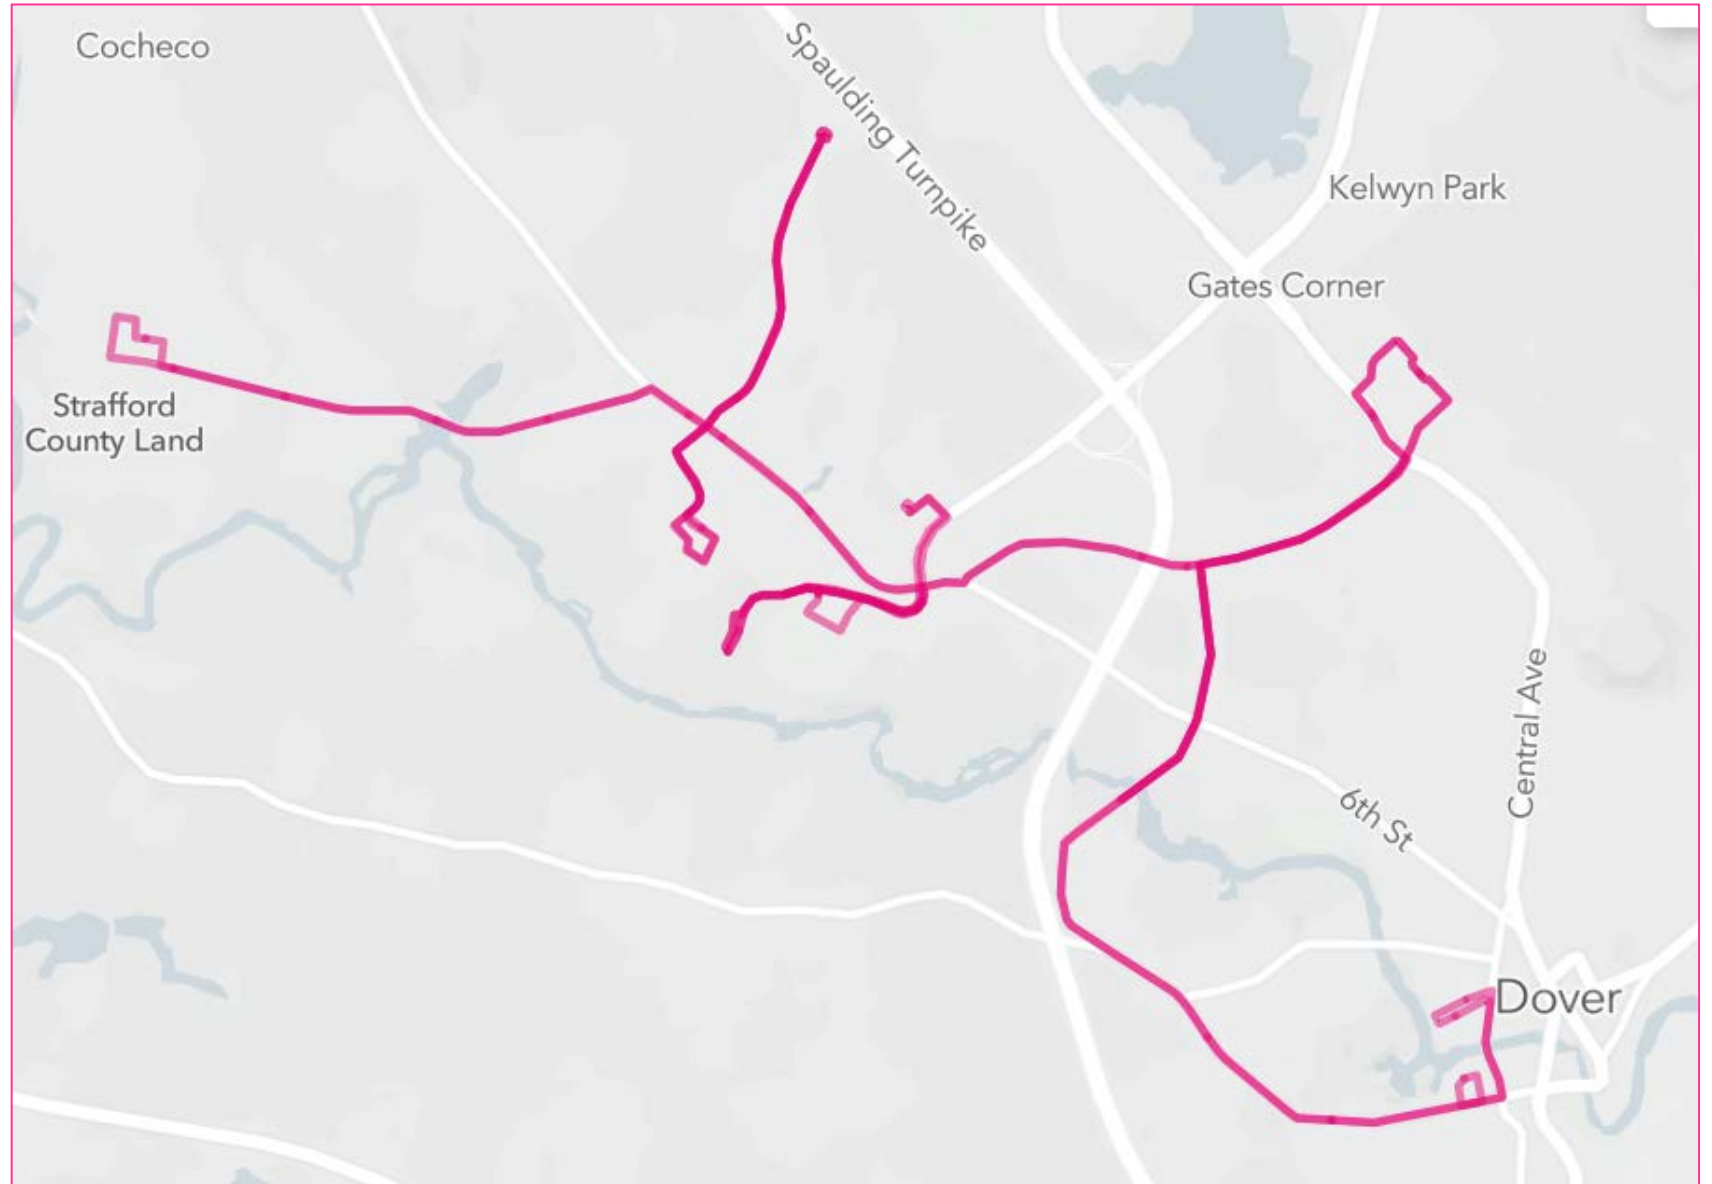 Cocheco
Spaulding Turnpike
Kelwyn Park
Gates Corner
Strafford
County Land
Central Ave
6th St
Dover